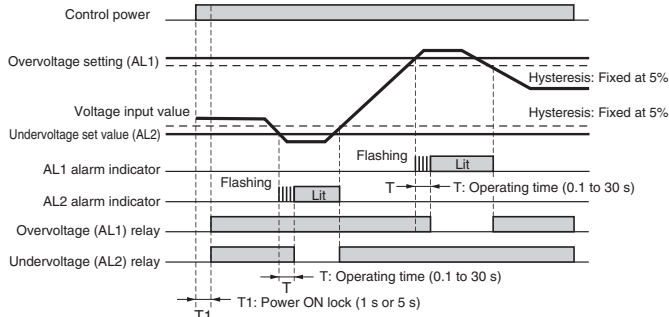 Control power
Overvoltage setting (AL1)
Hysteresis: Fixed at 5%
Voltage input value
Hysteresis: Fixed at 5%
Undervoltage set value (AL2)
Flashing
AL1 alarm indicator
Lit
Flashing
T
T: Operating time (0.1 to 30 s)
AL2 alarm indicator
Lit
Overvoltage (AL1) relay
Undervoltage (AL2) relay
T: Operating time (0.1 to 30 s)
T
T1: Power ON lock (1 s or 5 s)
T1